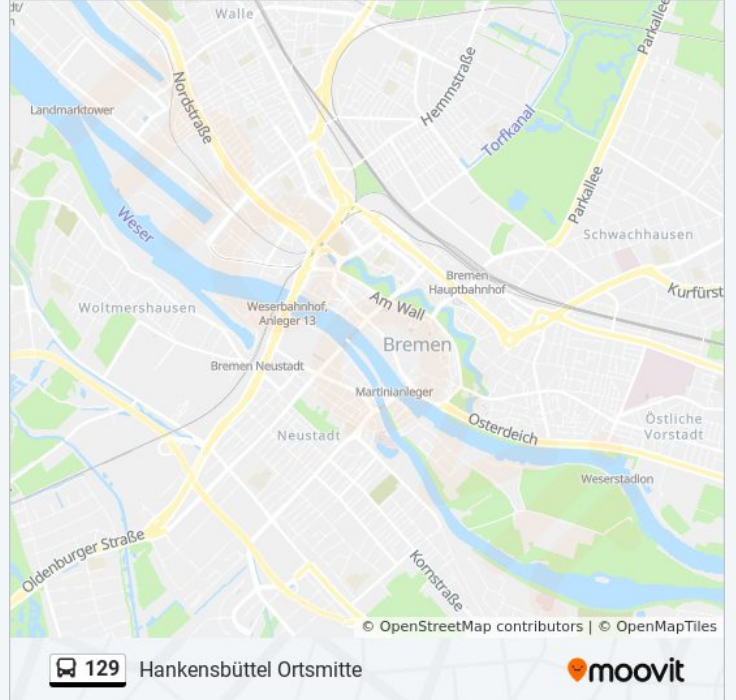 dt/
Walle
Parkallee
Hemmstraße
Nordstraße
Landmarktower
Torfkanal
Parkallee
Weser
Schwachhausen
Bremen
Hauptbahnhof
Kurfürst
Woltmershausen
Weserbahnhof,
Anleger 13
Am Wall
Bremen
Bremen Neustadt
Martinianleger
Osterdeich
Östliche
Vorstadt
Neustadt
Weserstadion
Oldenburger Straße
Kornstraße
© OpenStreetMap contributors | © OpenMapTiles
129 Hankensbüttel Ortsmitte
moovit